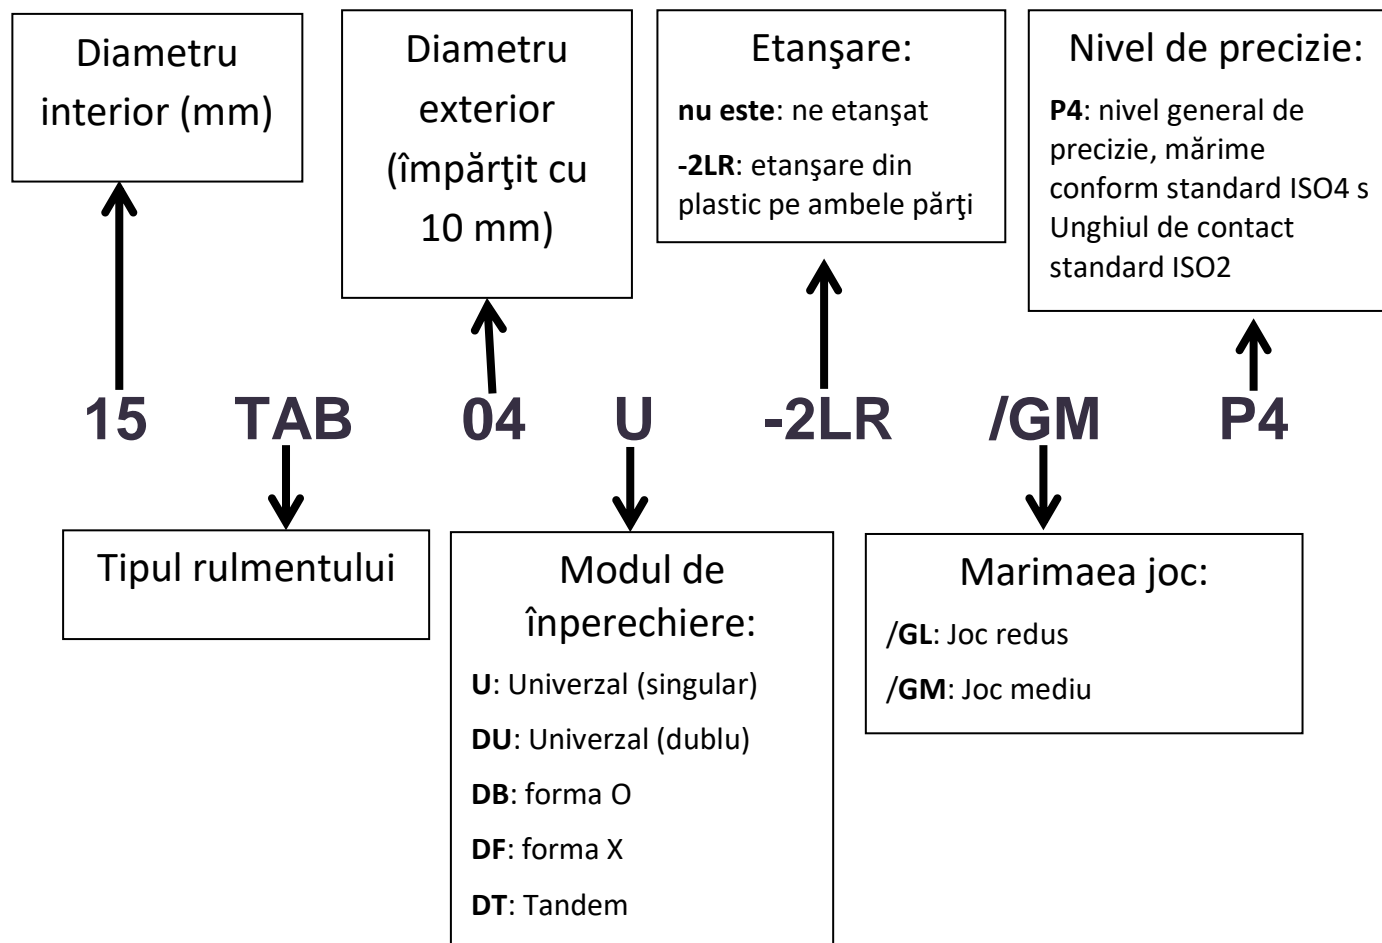 Diametru
interior (mm)
Diametru
exterior
(împărţit cu
10 mm)
Etanşare:
nu este: ne etanşat
-2LR: etanşare din
plastic pe ambele părţi
Nivel de precizie:
P4: nivel general de
precizie, mărime
conform standard ISO4 s
Unghiul de contact
standard ISO2
15 TAB 04 U -2LR /GM P4
Tipul rulmentului
Modul de
înperechiere:
U: Univerzal (singular)
DU: Univerzal (dublu)
DB: forma O
DF: forma X
DT: Tandem
Marimaea joc:
/GL: Joc redus
/GM: Joc mediu